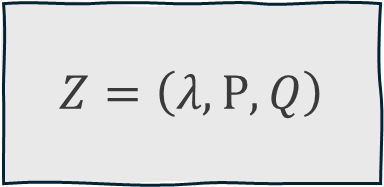 Z = (λ, P, Q)